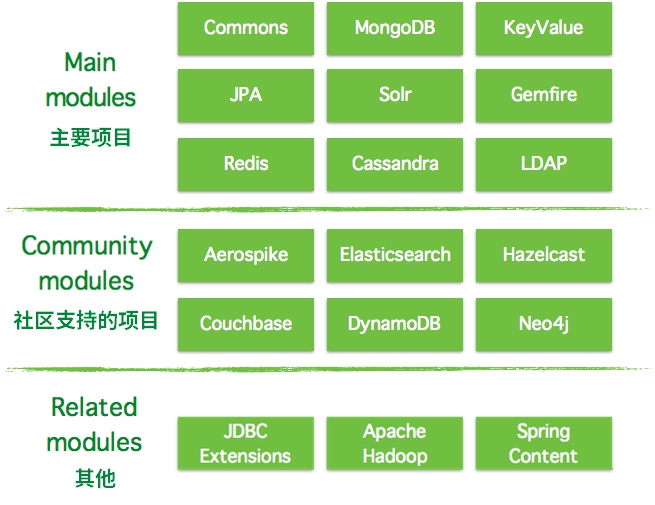 Main
modules
主要项目
Commons
MongoDB
KeyValue
JPA
Solr
Gemfire
Redis
Cassandra
LDAP
Community
modules
社区支持的项目
Aerospike
Elasticsearch
Hazelcast
Couchbase
DynamoDB
Neo4j
Related
modules
其他
JDBC
Extensions
Apache
Hadoop
Spring
Content